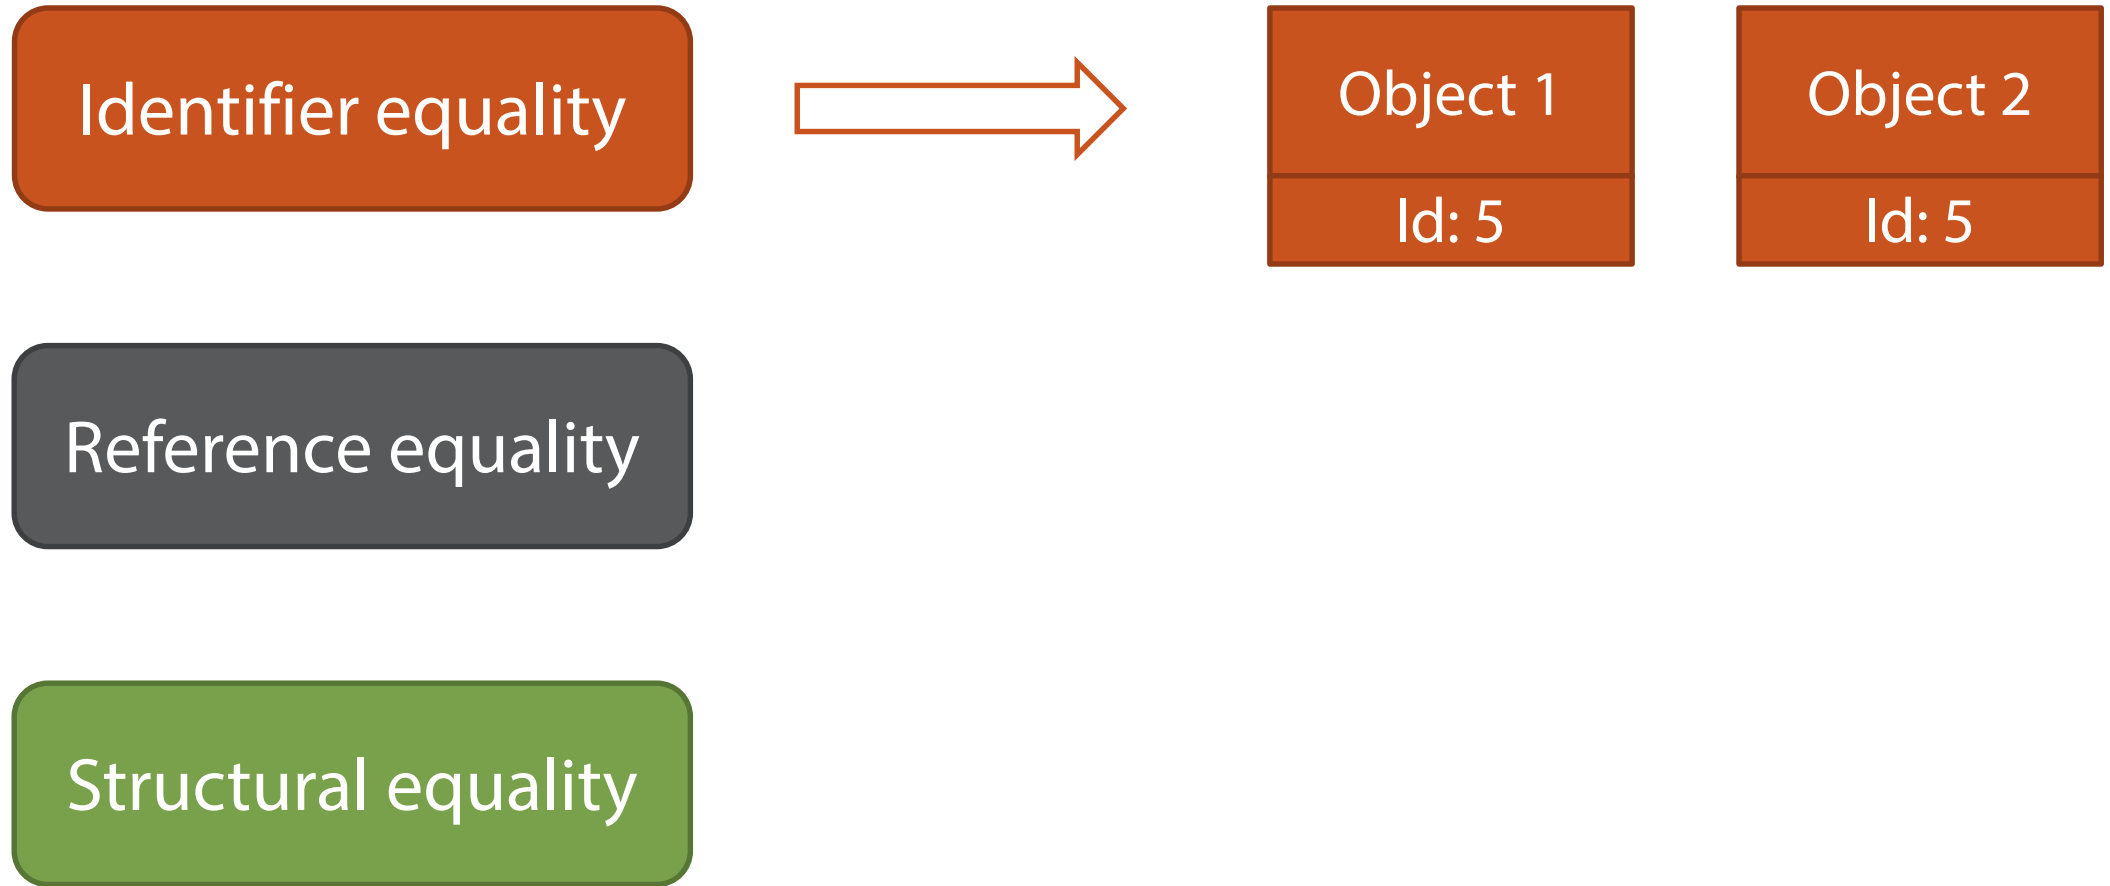 Identifier equality
Object 1
Object 2
Id: 5
Id: 5
Reference equality
Structural equality